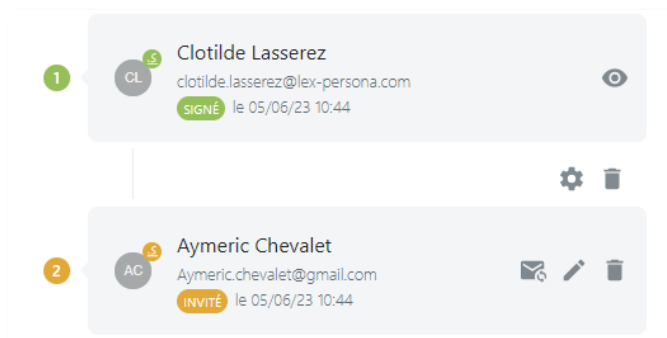 Clotilde Lasserez
1
CL
clotilde.lasserez@lex-persona.com
SIGNÉ le 05/06/23 10:44
Aymeric Chevalet
2
AC
Aymeric.chevalet@gmail.com
INVITÉ le 05/06/23 10:44